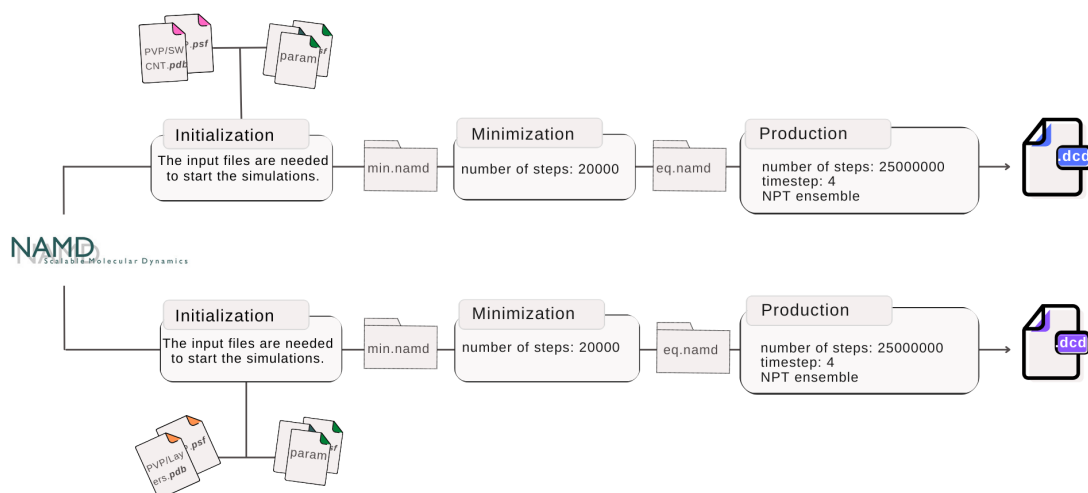 PVP/SW
CNT.pdb
P.psf
param
sf
Initialization
The input files are needed
to start the simulations.
min.namd
Minimization
number of steps: 20000
eq.namd
Production
number of steps: 25000000
timestep: 4
NPT ensemble
.dcd
NAMD
Scalable Molecular Dynamics
Initialization
The input files are needed
to start the simulations.
min.namd
Minimization
number of steps: 20000
eq.namd
Production
number of steps: 25000000
timestep: 4
NPT ensemble
.dcd
PVP/Lay
ers.pdb
P.psf
param
sf